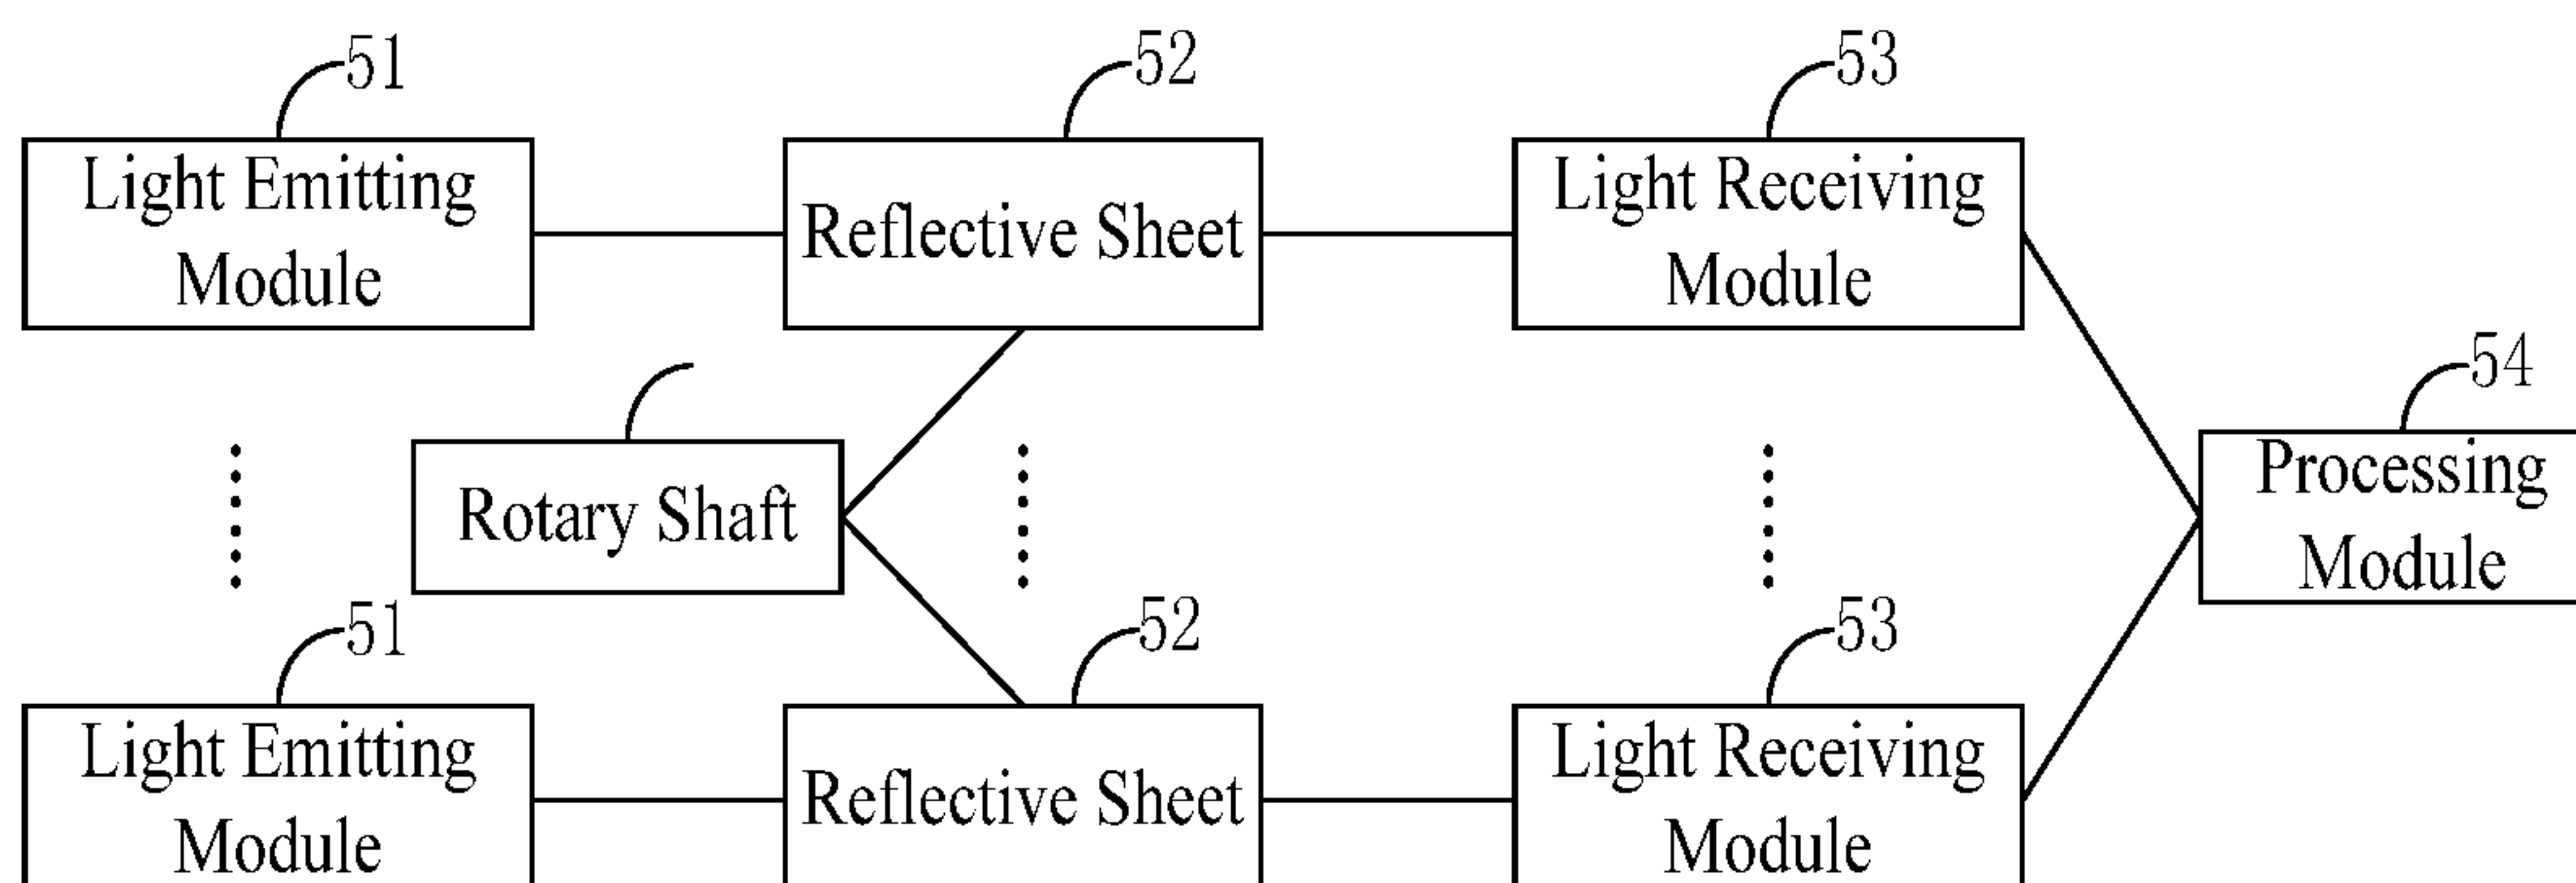 51
52
53
Light Emitting
Module
Reflective Sheet
Light Receiving
Module
54
Rotary Shaft
Processing
Module
51
52
53
Light Emitting
Module
Reflective Sheet
Light Receiving
Module